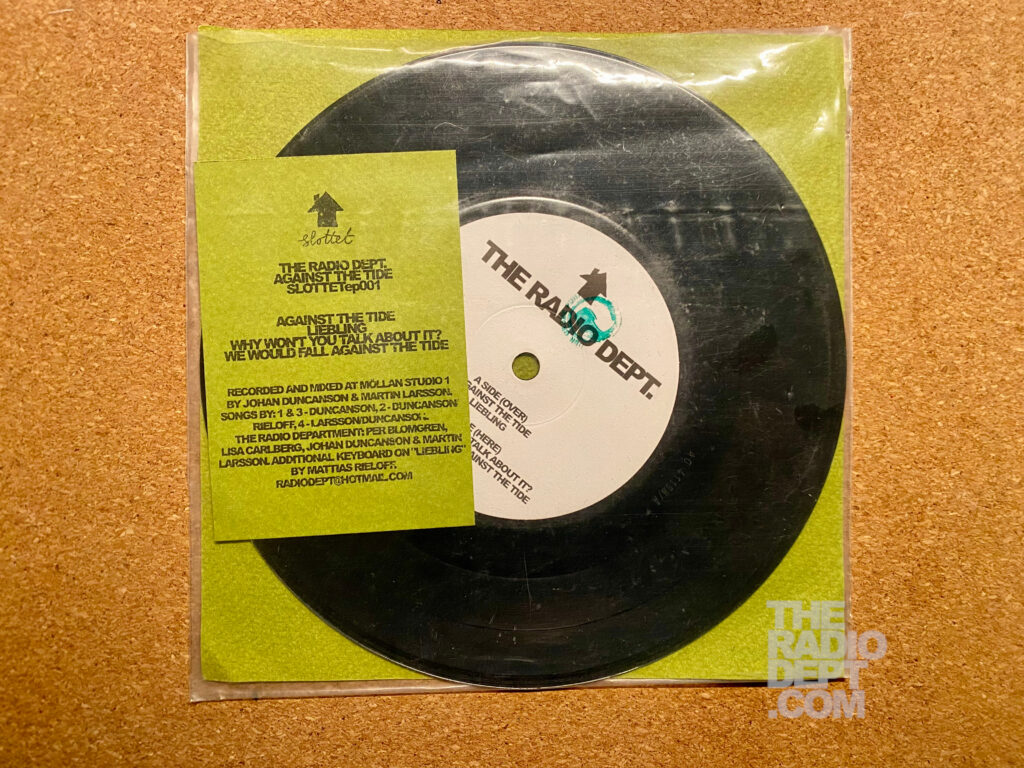 slottet
THE RADIO DEPT.
AGAINST THE TIDE
SLOTTETep001
AGAINST THE TIDE
LIEBLING
WHY WON'T YOU TALK ABOUT IT?
WE WOULD FALL AGAINST THE TIDE
RECORDED AND MIXED AT MÖLLAN STUDIO 1
BY JOHAN DUNCANSON & MARTIN LARSSON.
SONGS BY: 1 & 3 - DUNCANSON, 2 - DUNCANSON/
RIELOFF, 4 - LARSSON/DUNCANSON.
THE RADIO DEPARTMENT: PER BLOMGREN,
LISA CARLBERG, JOHAN DUNCANSON & MARTIN
LARSSON. ADDITIONAL KEYBOARD ON "LIEBLING"
BY MATTIAS RIELOFF.
RADIODEPT@HOTMAIL.COM
THE RADIO DEPT.
A SIDE (OVER)
AGAINST THE TIDE
LIEBLING
(HERE)
TALK ABOUT IT?
AGAINST THE TIDE
THE
RADIO
DEPT
.COM